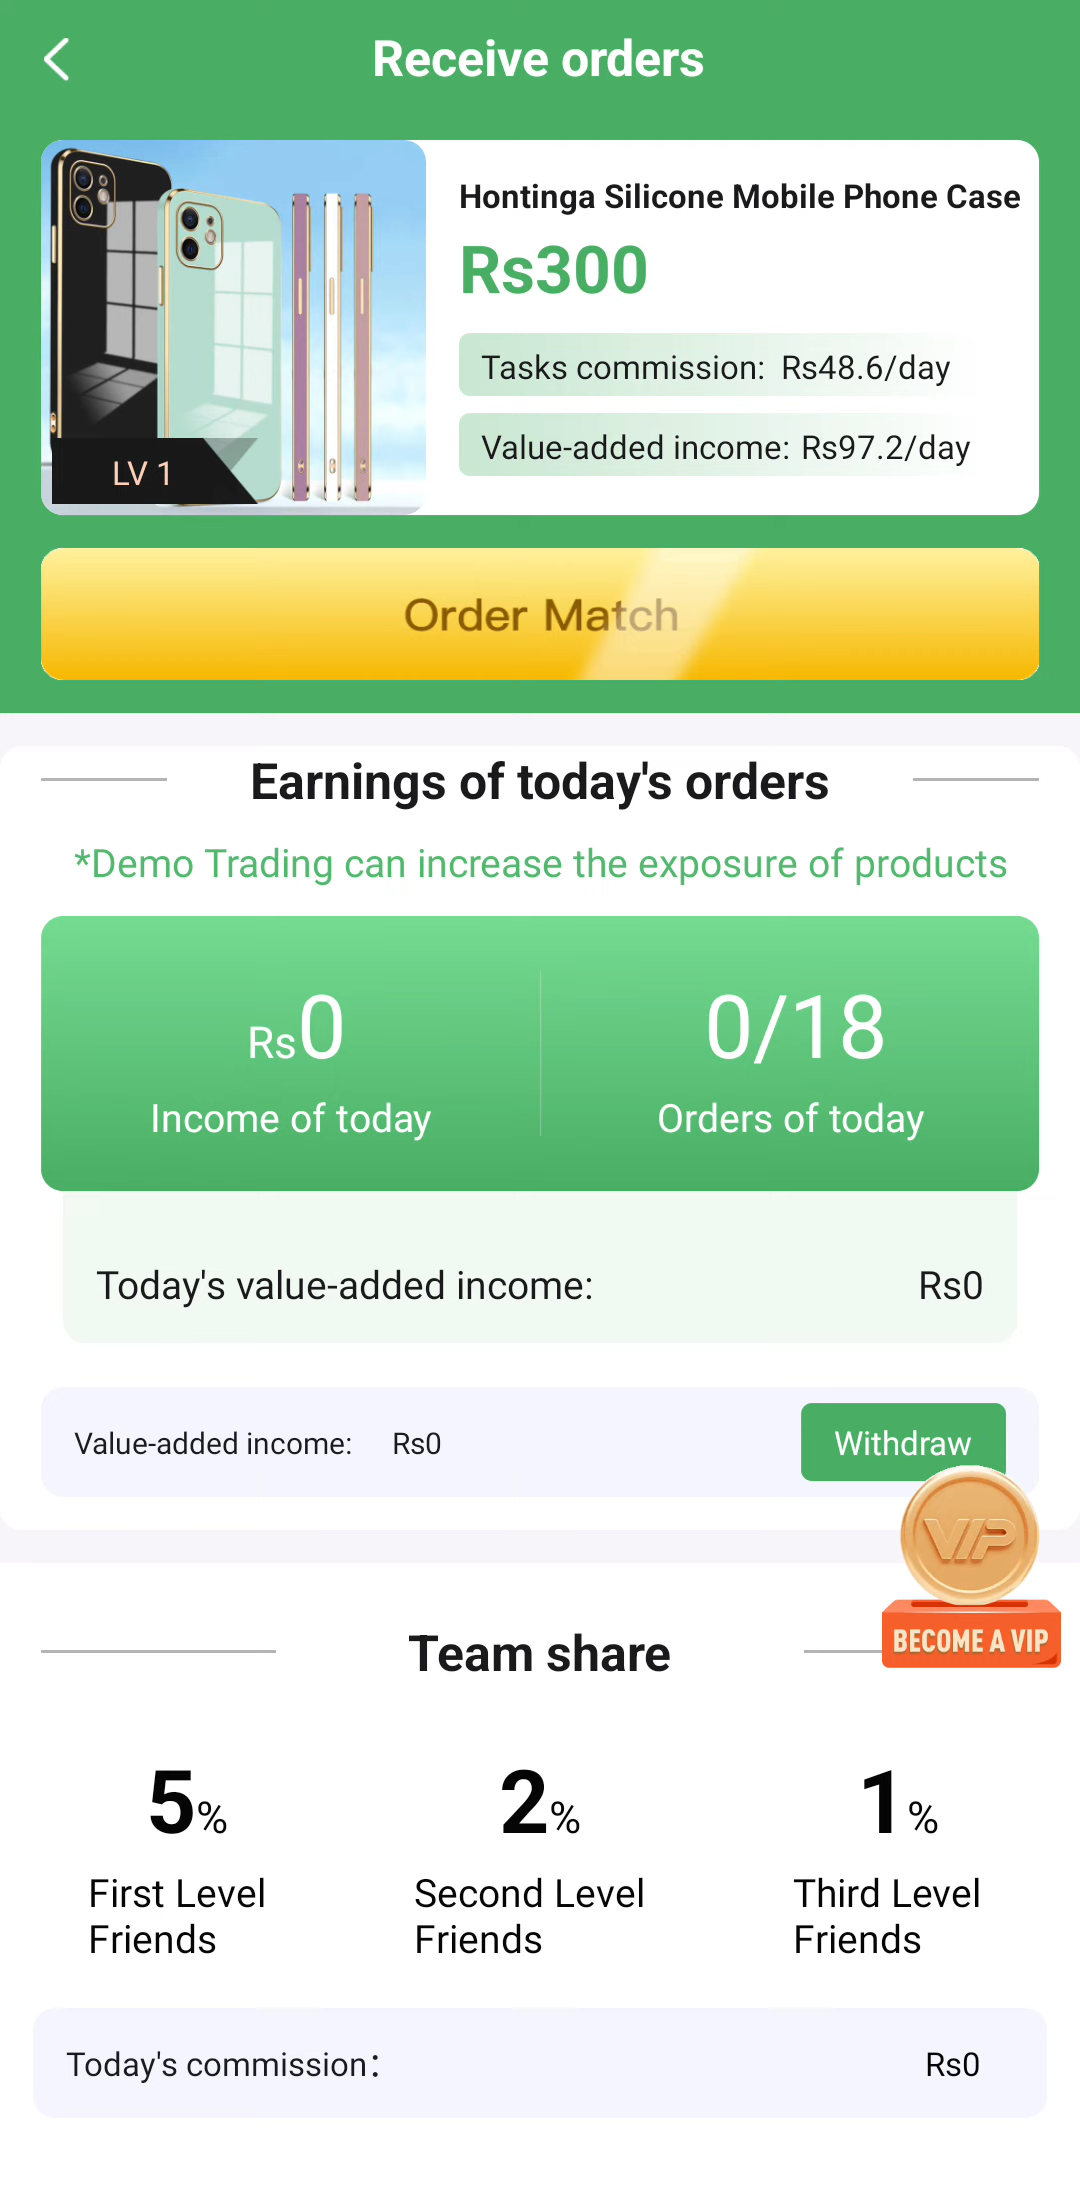 Receive orders
Hontinga Silicone Mobile Phone Case
Rs300
Tasks commission: Rs48.6/day
Value-added income: Rs97.2/day
LV 1
Order Match
Earnings of today's orders
*Demo Trading can increase the exposure of products
Rs0
Income of today
0/18
Orders of today
Today's value-added income: Rs0
Value-added income: Rs0
Withdraw
VIP
BECOME A VIP
Team share
5%
First Level
Friends
2%
Second Level
Friends
1%
Third Level
Friends
Today's commission: Rs0